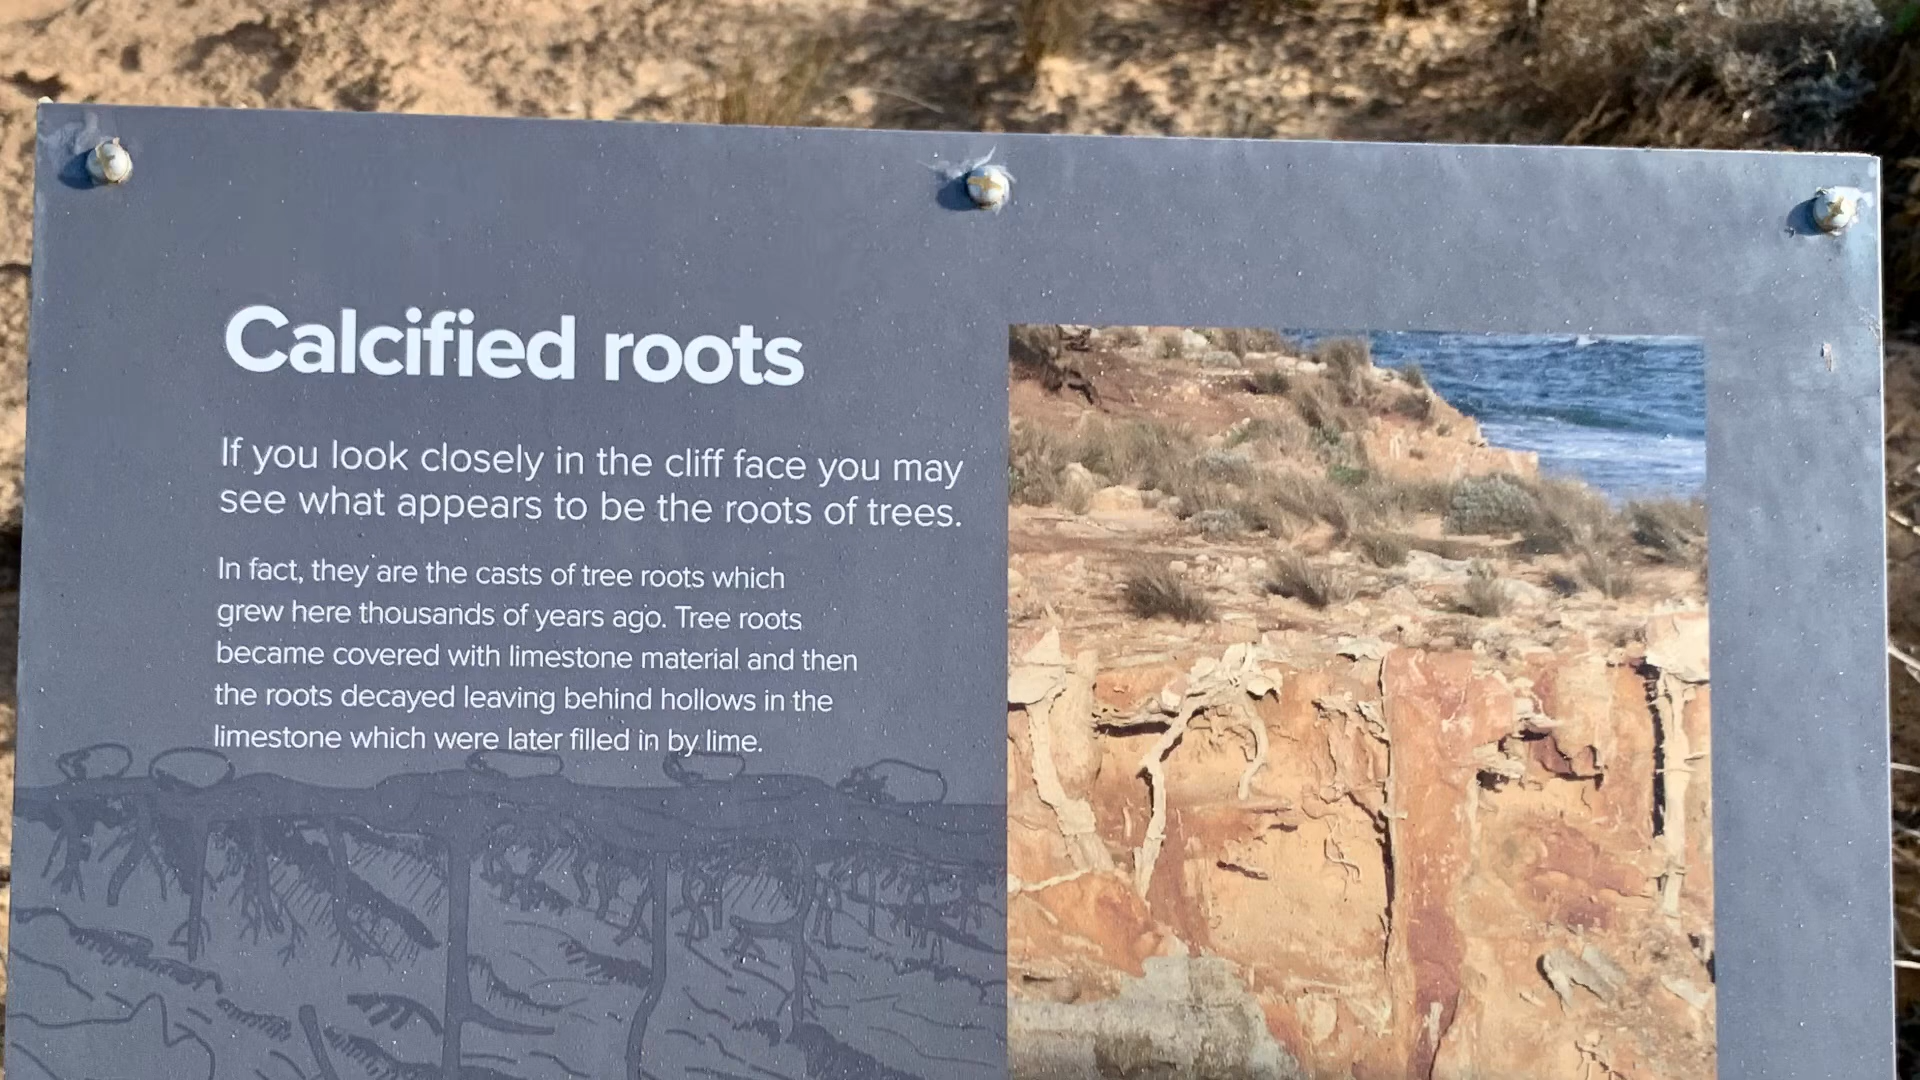 Calcified roots
If you look closely in the cliff face you may
see what appears to be the roots of trees.
In fact, they are the casts of tree roots which
grew here thousands of years ago. Tree roots
became covered with limestone material and then
the roots decayed leaving behind hollows in the
limestone which were later filled in by lime.